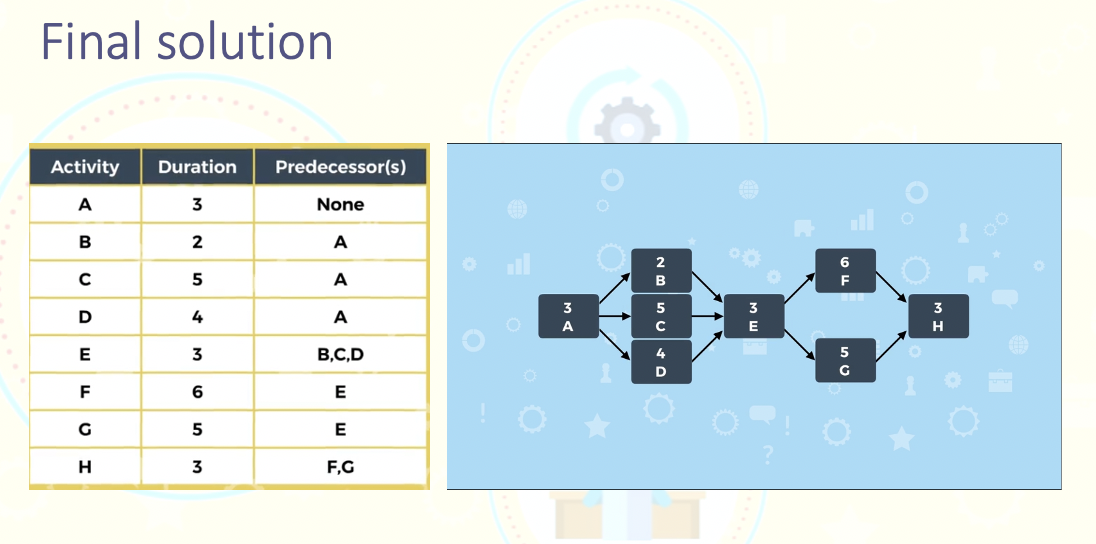 Final solution
Activity Duration Predecessor(s)
A 3 None
B 2 A
C 5 A
D 4 A
E 3 B,C,D
F 6 E
G 5 E
H 3 F,G
3
A
2
B
5
C
4
D
3
E
6
F
5
G
3
H